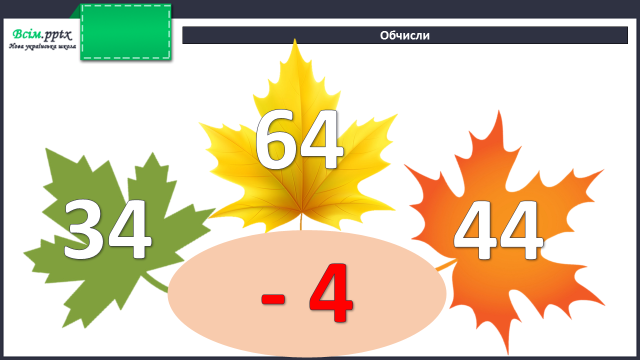 Всім.pptx
Нова українська школа
Обчисли
64
34
44
- 4